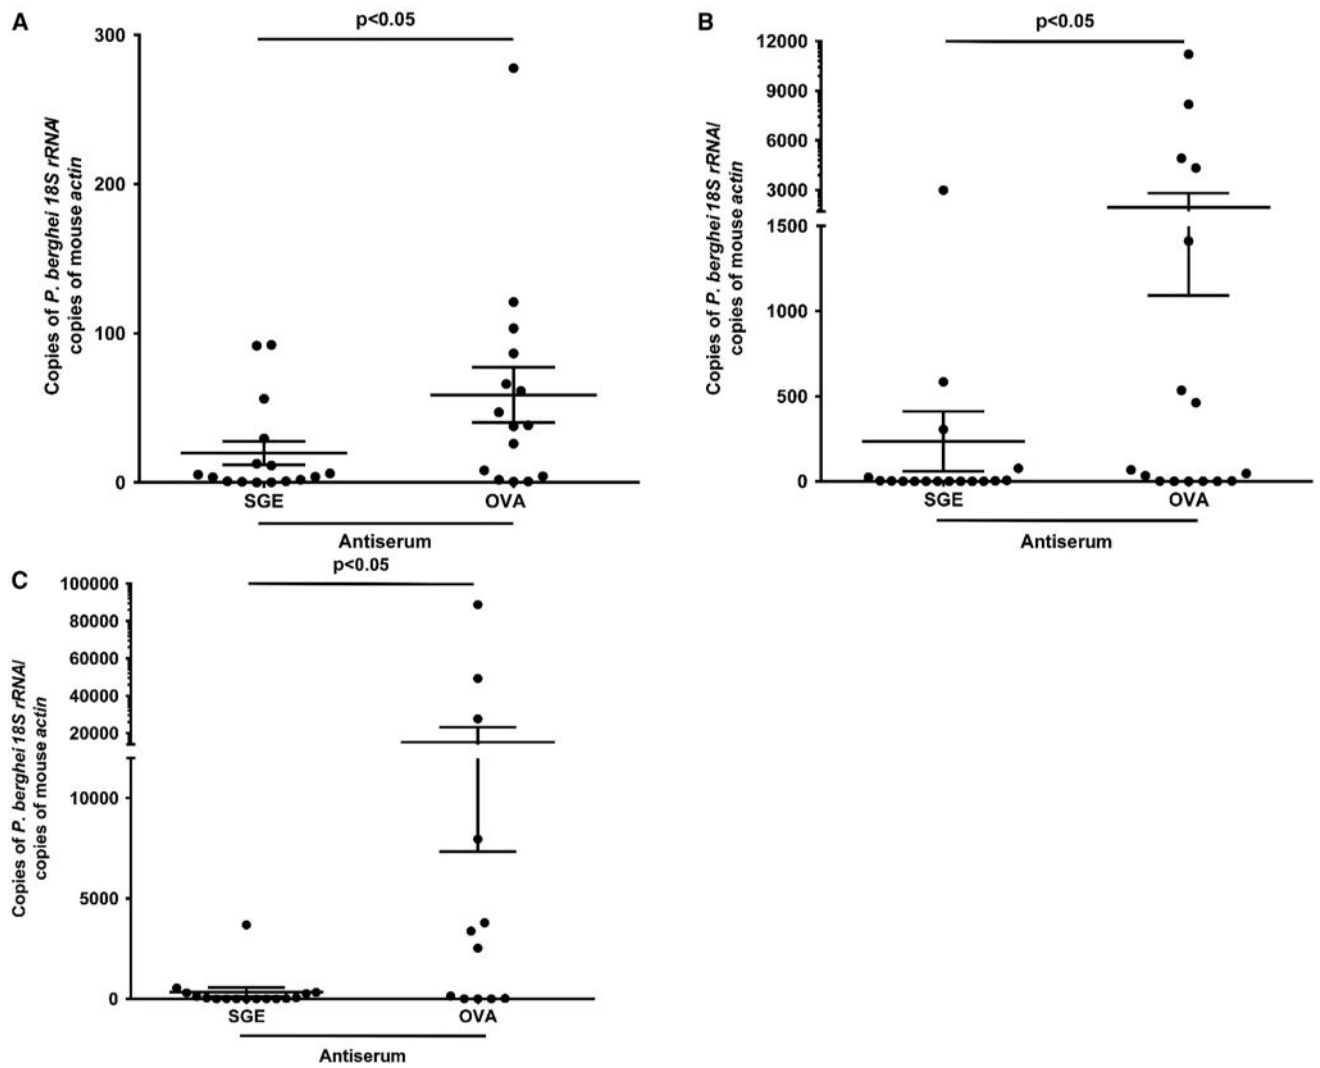 A
p<0.05
300
200
100
0
Copies of P. berghei 18S rRNA/
copies of mouse actin
SGE OVA
Antiserum
B
p<0.05
12000
9000
6000
3000
1500
1000
500
0
Copies of P. berghei 18S rRNA/
copies of mouse actin
SGE OVA
Antiserum
C
p<0.05
100000
80000
60000
40000
20000
10000
5000
0
Copies of P. berghei 18S rRNA/
copies of mouse actin
SGE OVA
Antiserum